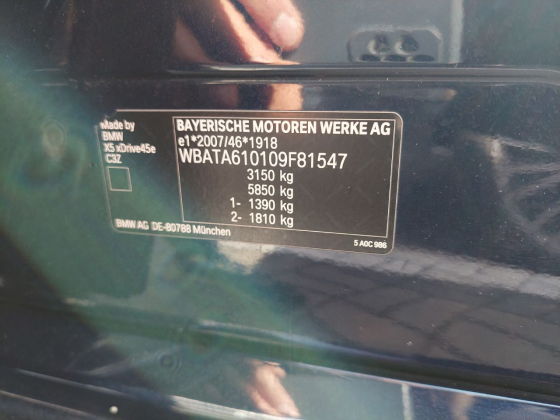 Made by
BMW
X5 xDrive45e
C3Z
BAYERISCHE MOTOREN WERKE AG
e1*2007/46*1918
WBATA610109F81547
3150 kg
5850 kg
1- 1390 kg
2- 1810 kg
BMW AG DE-80788 München
5 A0C 986